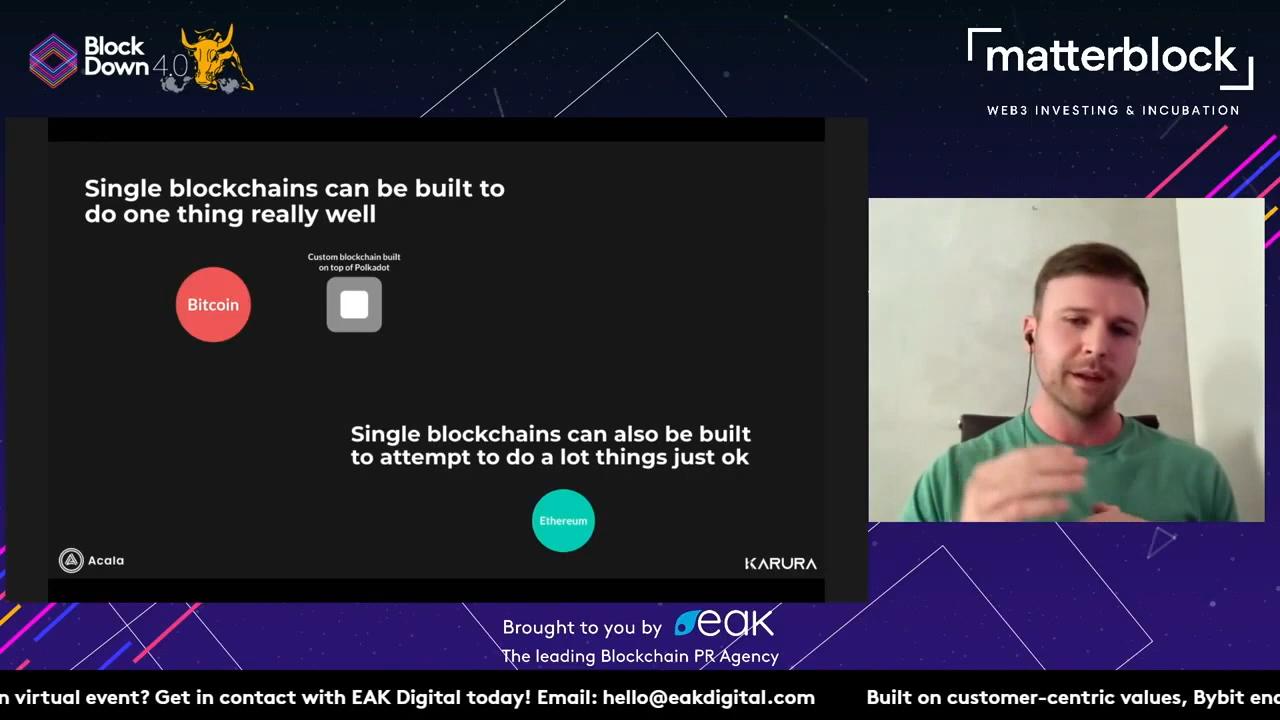 Block
Down 4.0
matterblock
WEB3 INVESTING & INCUBATION
Single blockchains can be built to
do one thing really well
Custom blockchain built
on top of Polkadot
Bitcoin
Single blockchains can also be built
to attempt to do a lot things just ok
Ethereum
Acala
KARURA
Brought to you by eak
The leading Blockchain PR Agency
n virtual event? Get in contact with EAK Digital today! Email: hello@eakdigital.com Built on customer-centric values, Bybit end